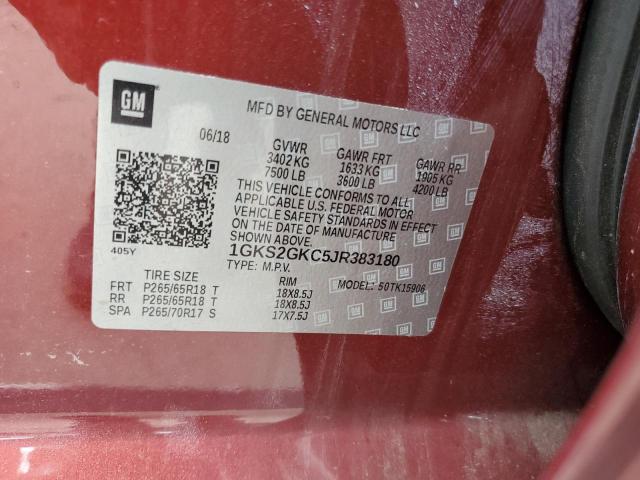 GM
MFD BY GENERAL MOTORS LLC
06/18
GVWR GAWR FRT GAWR RR
3402 KG 1633 KG 1905 KG
7500 LB 3600 LB 4200 LB
THIS VEHICLE CONFORMS TO ALL
APPLICABLE U.S. FEDERAL MOTOR
VEHICLE SAFETY STANDARDS IN EFFECT
ON THE DATE OF MANUFACTURE
SHOWN ABOVE.
405Y
1GKS2GKC5JR383180
TYPE: M.P.V.
MODEL: 50TK15906
TIRE SIZE RIM
FRT P265/65R18 T 18X8.5J
RR P265/65R18 T 18X8.5J
SPA P265/70R17 S 17X7.5J